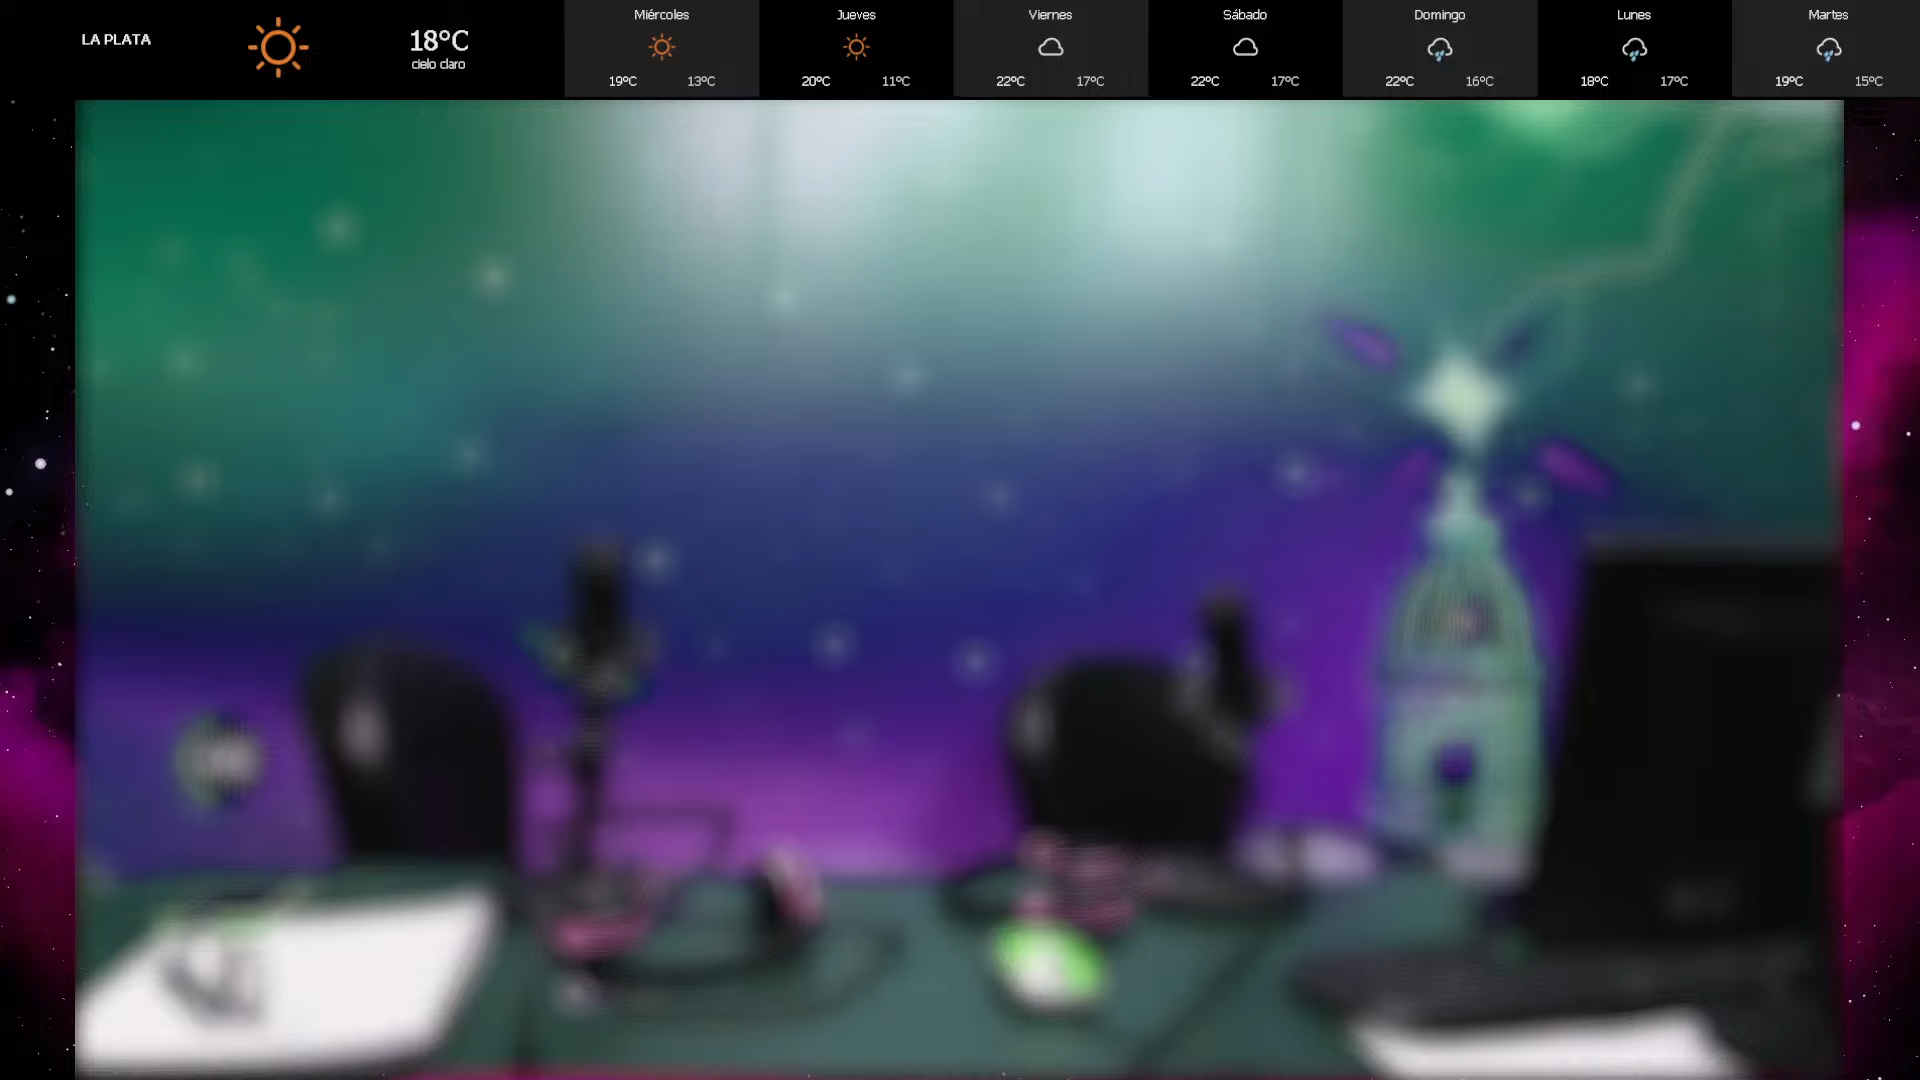 LA PLATA
18°C
cielo claro
Miércoles
19°C 13°C
Jueves
20°C 11°C
Viernes
22°C 17°C
Sábado
22°C 17°C
Domingo
22°C 16°C
Lunes
18°C 17°C
Martes
19°C 15°C